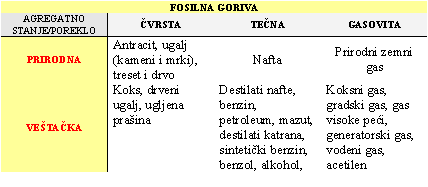 FOSILNA GORIVA
AGREGATNO
STANJE/POREKLO
ČVRSTA
TEČNA
GASOVITA
PRIRODNA
Antracit, ugalj
(kameni i mrki),
treset i drvo
Nafta
Prirodni zemni
gas
VEŠTAČKA
Koks, drveni
ugalj, ugljena
prašina
Destilati nafte,
benzin,
petroleum, mazut,
destilati katrana,
sintetički benzin,
benzol, alkohol,
Koksni gas,
gradski gas, gas
visoke peći,
generatorski gas,
vodeni gas,
acetilen